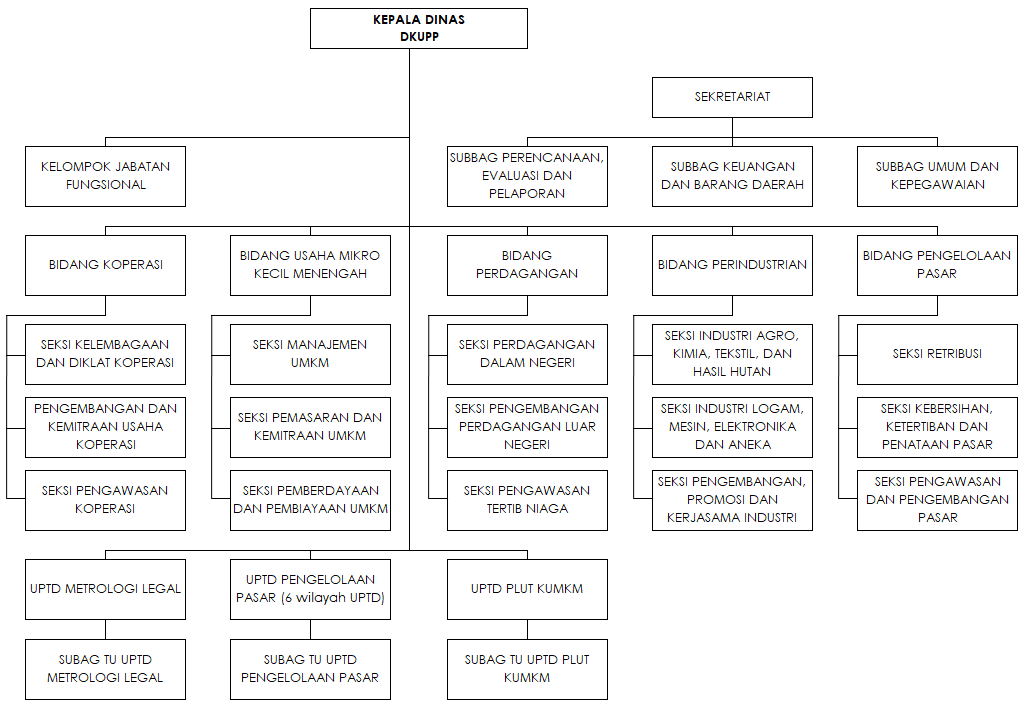 KEPALA DINAS
DKUPP
SEKRETARIAT
KELOMPOK JABATAN
FUNGSIONAL
SUBBAG PERENCANAAN,
EVALUASI DAN
PELAPORAN
SUBBAG KEUANGAN
DAN BARANG DAERAH
SUBBAG UMUM DAN
KEPEGAWAIAN
BIDANG KOPERASI
BIDANG USAHA MIKRO
KECIL MENENGAH
BIDANG
PERDAGANGAN
BIDANG PERINDUSTRIAN
BIDANG PENGELOLAAN
PASAR
SEKSI KELEMBAGAAN
DAN DIKLAT KOPERASI
SEKSI MANAJEMEN
UMKM
SEKSI PERDAGANGAN
DALAM NEGERI
SEKSI INDUSTRI AGRO,
KIMIA, TEKSTIL, DAN
HASIL HUTAN
SEKSI RETRIBUSI
PENGEMBANGAN DAN
KEMITRAAN USAHA
KOPERASI
SEKSI PEMASARAN DAN
KEMITRAAN UMKM
SEKSI PENGEMBANGAN
PERDAGANGAN LUAR
NEGERI
SEKSI INDUSTRI LOGAM,
MESIN, ELEKTRONIKA
DAN ANEKA
SEKSI KEBERSIHAN,
KETERTIBAN DAN
PENATAAN PASAR
SEKSI PENGAWASAN
KOPERASI
SEKSI PEMBERDAYAAN
DAN PEMBIAYAAN UMKM
SEKSI PENGAWASAN
TERTIB NIAGA
SEKSI PENGEMBANGAN,
PROMOSI DAN
KERJASAMA INDUSTRI
SEKSI PENGAWASAN
DAN PENGEMBANGAN
PASAR
UPTD METROLOGI LEGAL
UPTD PENGELOLAAN
PASAR (6 wilayah UPTD)
UPTD PLUT KUMKM
SUBAG TU UPTD
METROLOGI LEGAL
SUBAG TU UPTD
PENGELOLAAN PASAR
SUBAG TU UPTD PLUT
KUMKM